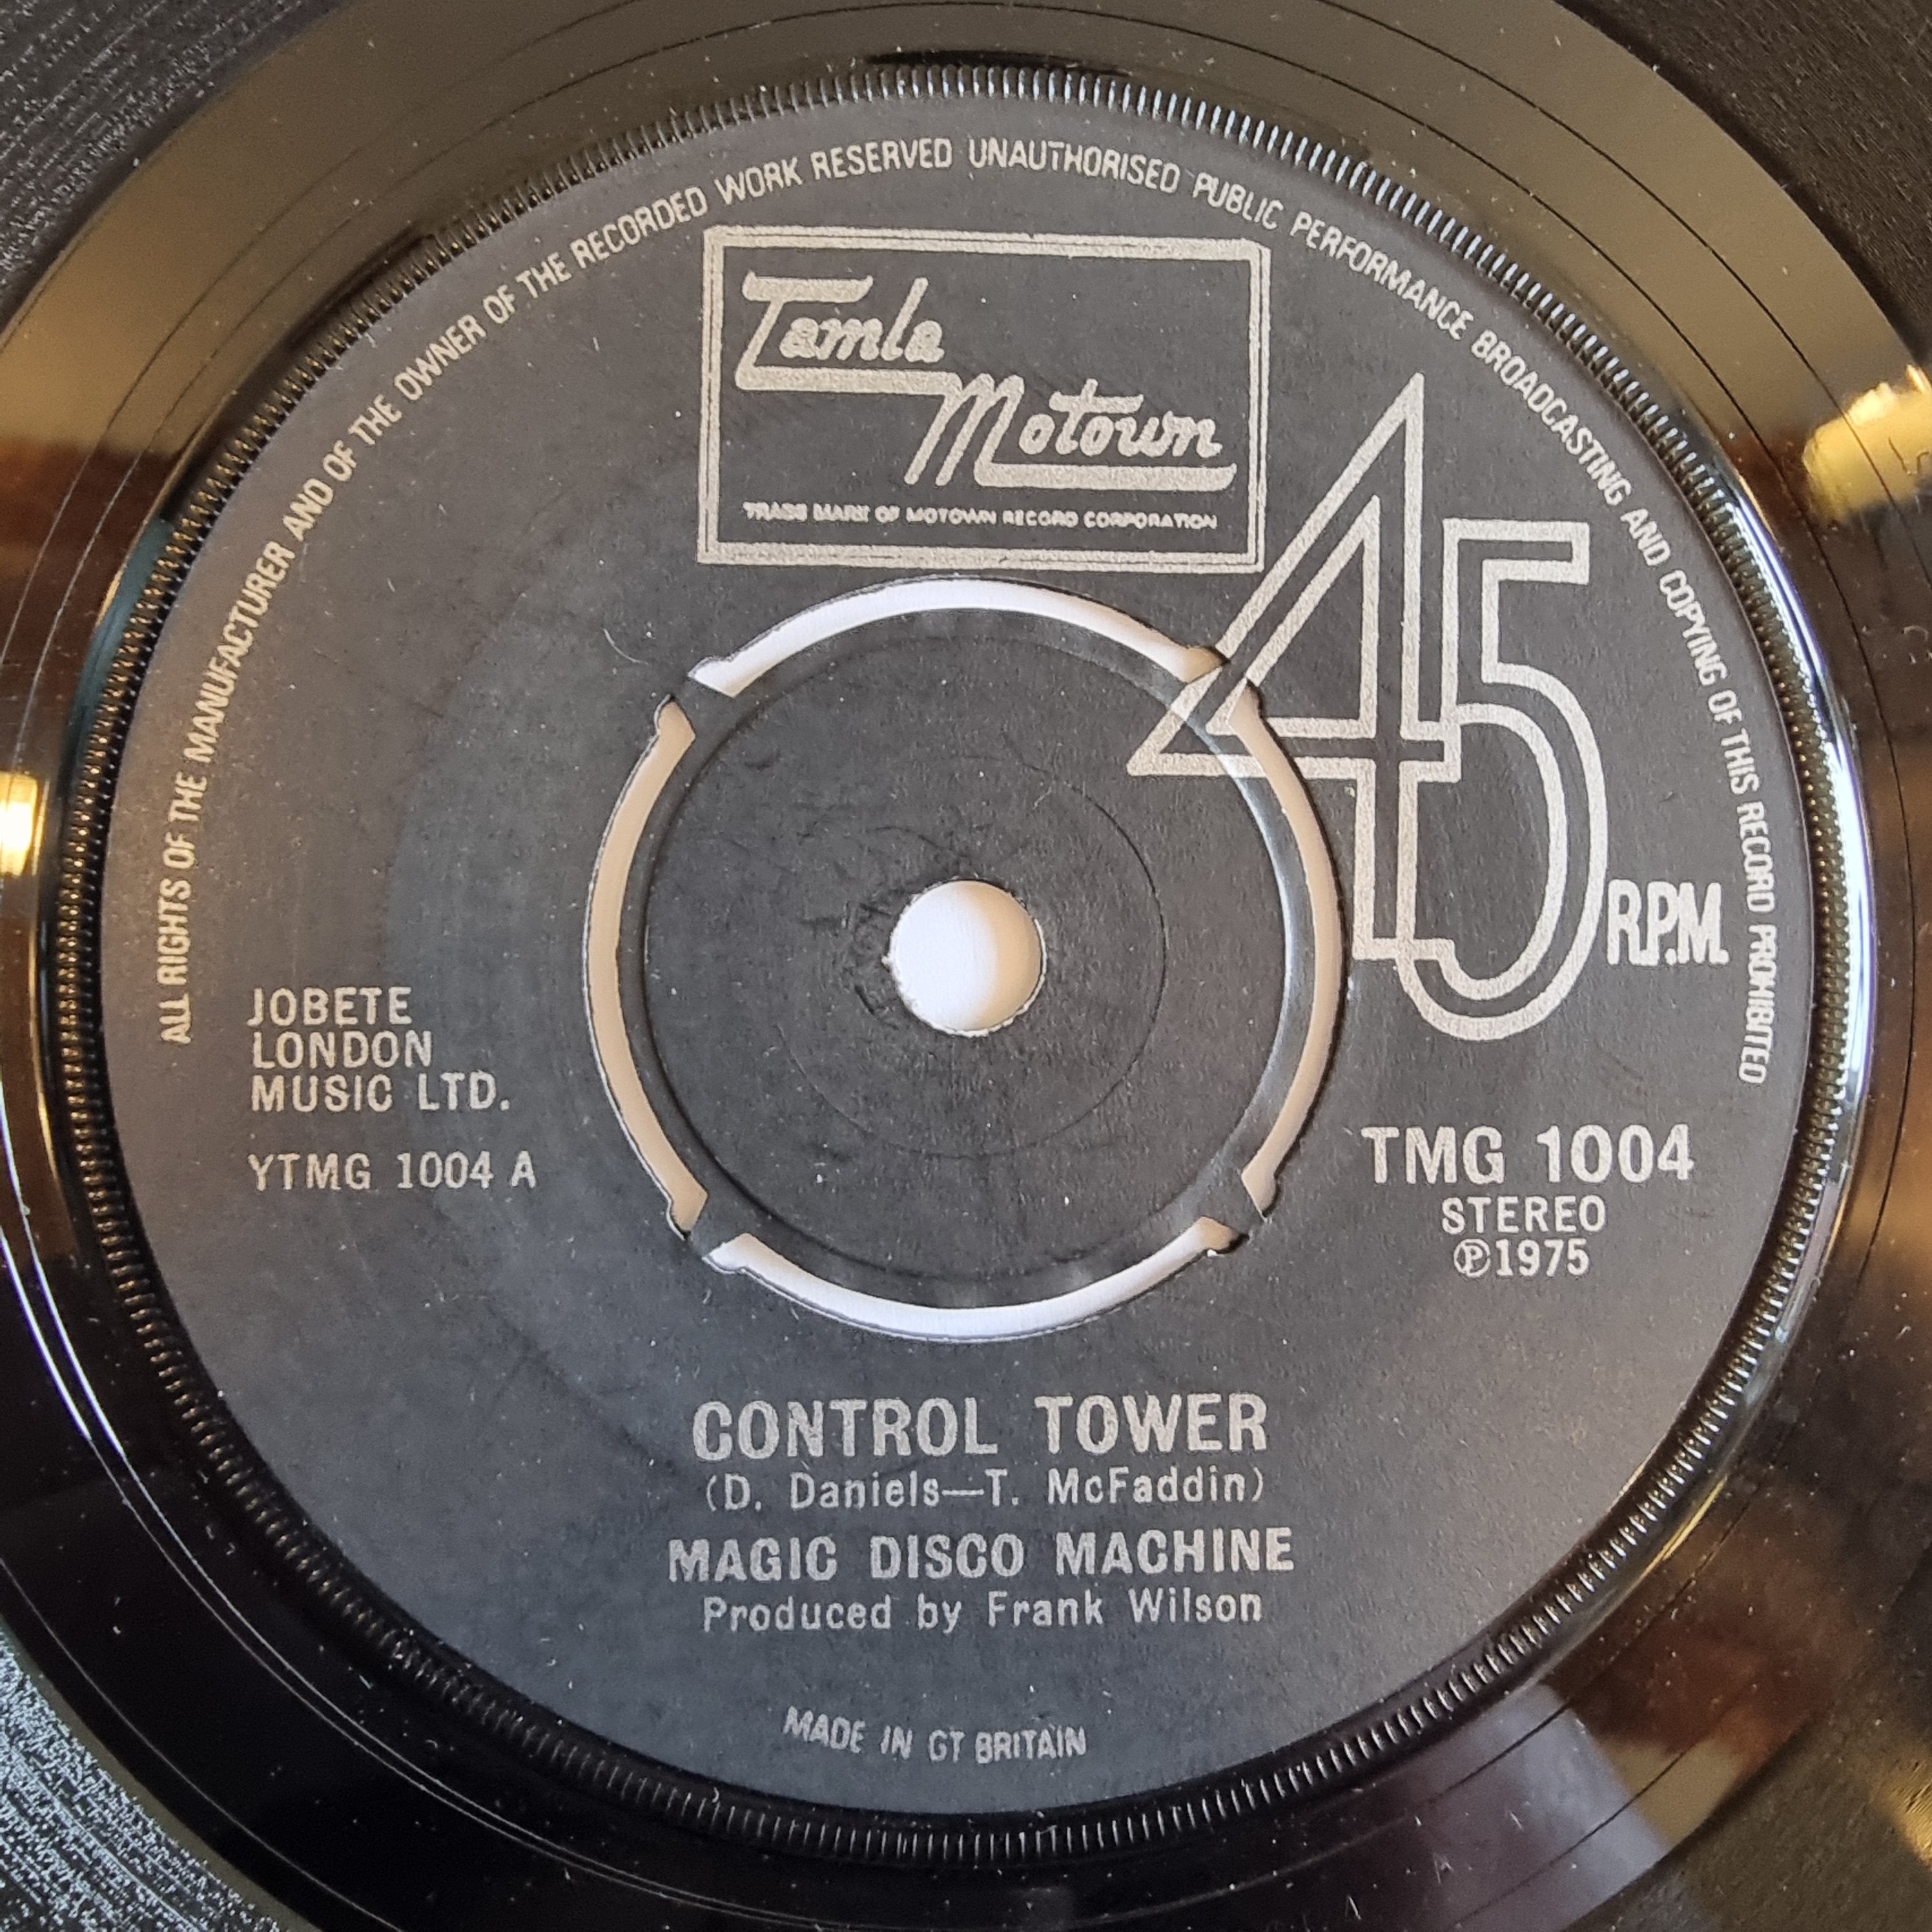 ALL RIGHTS OF THE MANUFACTURER AND OF THE OWNER OF THE RECORDED WORK RESERVED UNAUTHORISED PUBLIC PERFORMANCE BROADCASTING AND COPYING OF THIS RECORD PROHIBITED
Tamla
Motown
TRADE MARK OF MOTOWN RECORD CORPORATION
45
R.P.M.
JOBETE
LONDON
MUSIC LTD.
YTMG 1004 A
TMG 1004
STEREO
℗1975
CONTROL TOWER
(D. Daniels—T. McFaddin)
MAGIC DISCO MACHINE
Produced by Frank Wilson
MADE IN GT BRITAIN